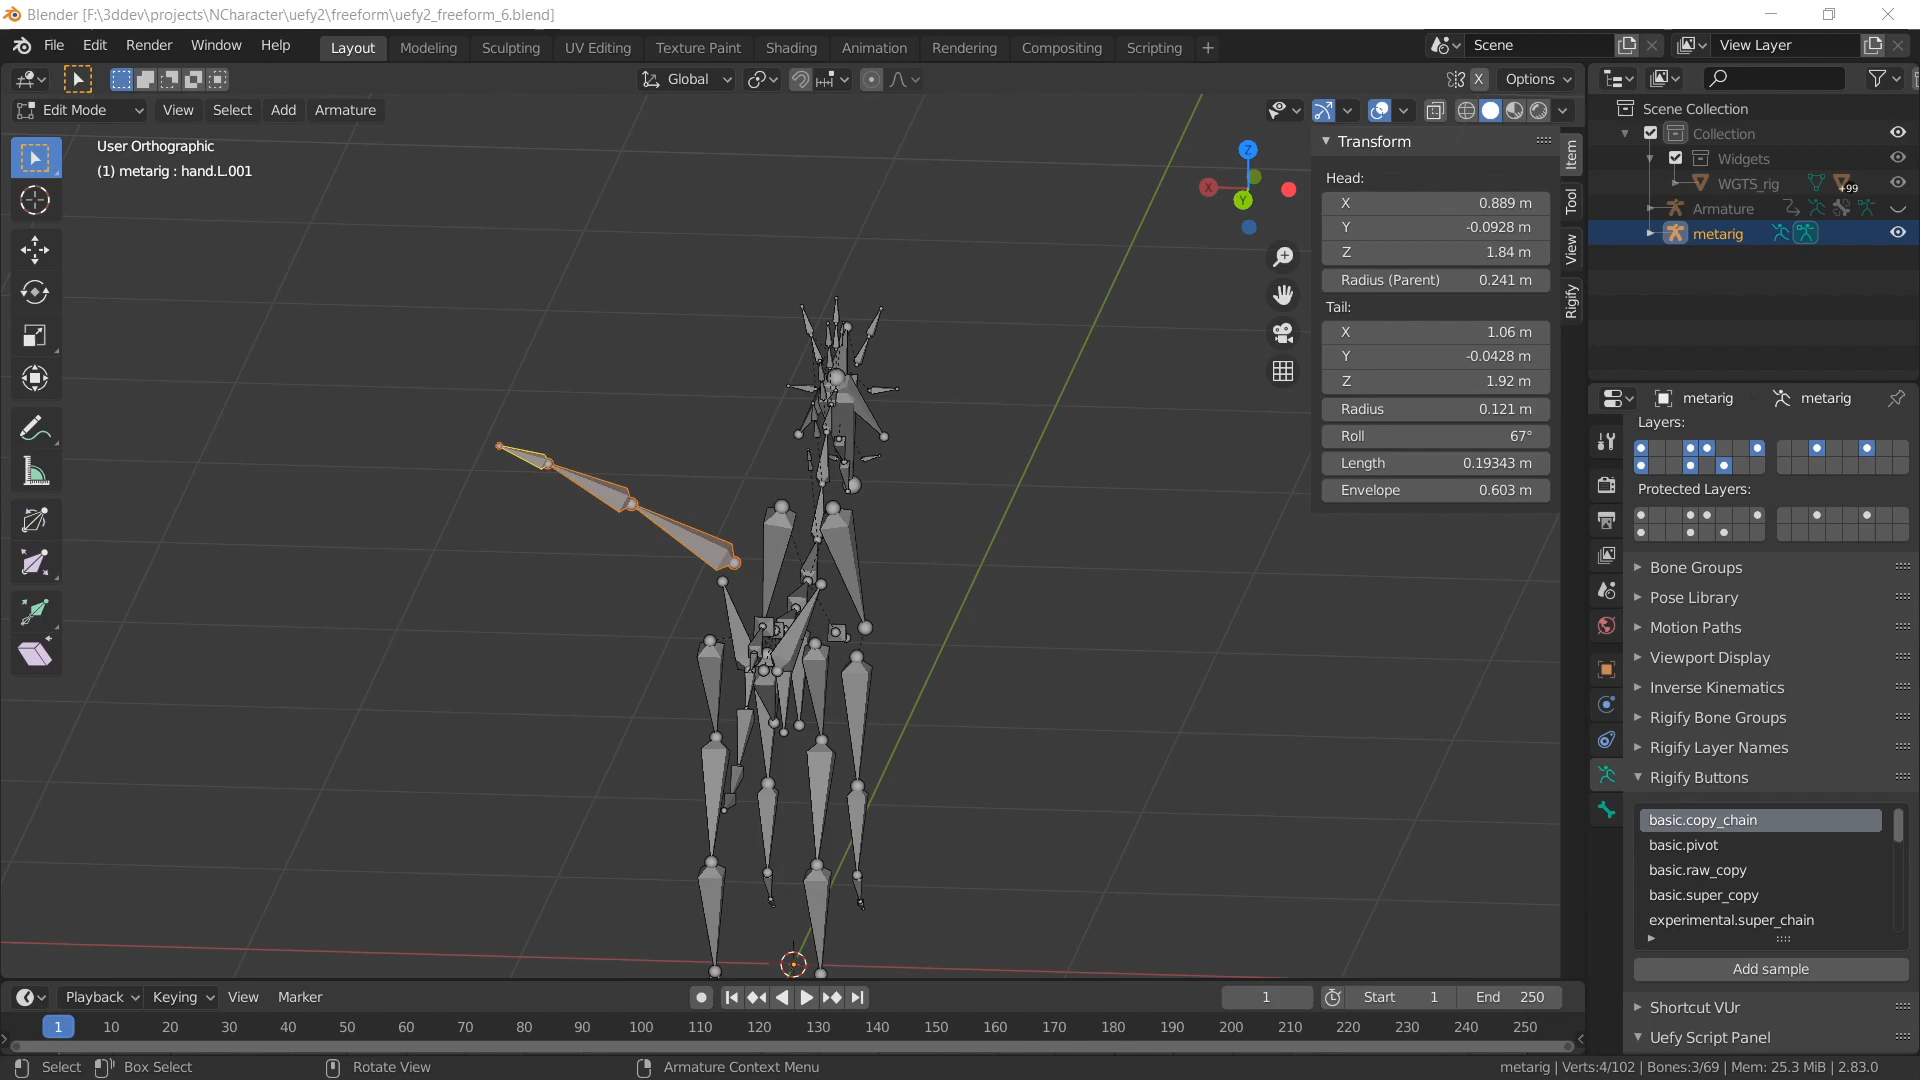 Blender [F:\3ddev\projects\NCharacter\uefy2\freeform\uefy2_freeform_6.blend]
File Edit Render Window Help Layout Modeling Sculpting UV Editing Texture Paint Shading Animation Rendering Compositing Scripting + Scene View Layer
Global X Options
Edit Mode View Select Add Armature
User Orthographic
(1) metarig : hand.L.001
Z
X
Y
Transform
Head:
X 0.889 m
Y -0.0928 m
Z 1.84 m
Radius (Parent) 0.241 m
Tail:
X 1.06 m
Y -0.0428 m
Z 1.92 m
Radius 0.121 m
Roll 67°
Length 0.19343 m
Envelope 0.603 m
Item
Tool
View
Rigify
Scene Collection
Collection
Widgets
WGTS_rig +99
Armature
metarig
metarig metarig
Layers:
Protected Layers:
Bone Groups
Pose Library
Motion Paths
Viewport Display
Inverse Kinematics
Rigify Bone Groups
Rigify Layer Names
Rigify Buttons
basic.copy_chain
basic.pivot
basic.raw_copy
basic.super_copy
experimental.super_chain
Add sample
Shortcut VUr
Uefy Script Panel
Playback Keying View Marker 1 Start 1 End 250
1 10 20 30 40 50 60 70 80 90 100 110 120 130 140 150 160 170 180 190 200 210 220 230 240 250
Select Box Select Rotate View Armature Context Menu metarig | Verts:4/102 | Bones:3/69 | Mem: 25.3 MiB | 2.83.0